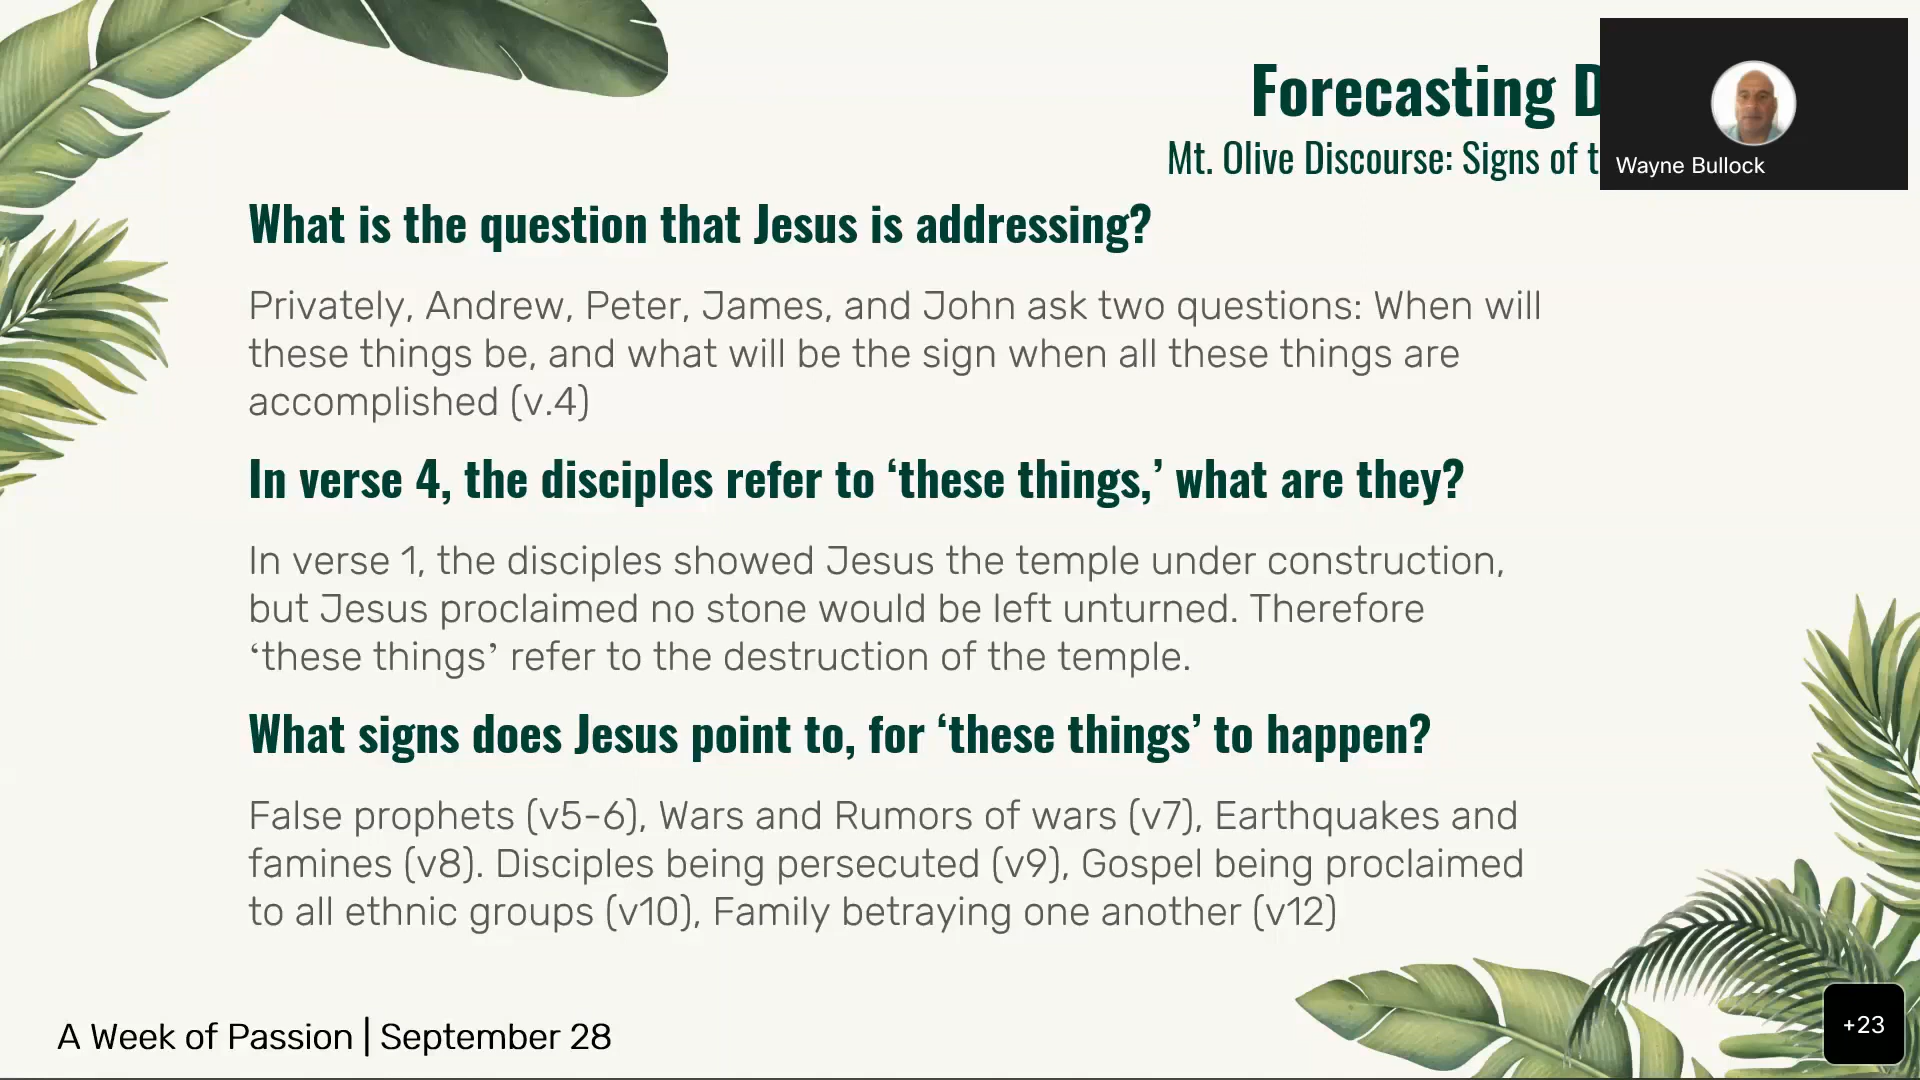 Forecasting
Mt. Olive Discourse: Signs of
Wayne Bullock
What is the question that Jesus is addressing?
Privately, Andrew, Peter, James, and John ask two questions: When will
these things be, and what will be the sign when all these things are
accomplished (v.4)
In verse 4, the disciples refer to ‘these things,’ what are they?
In verse 1, the disciples showed Jesus the temple under construction,
but Jesus proclaimed no stone would be left unturned. Therefore
‘these things’ refer to the destruction of the temple.
What signs does Jesus point to, for ‘these things’ to happen?
False prophets (v5-6), Wars and Rumors of wars (v7), Earthquakes and
famines (v8). Disciples being persecuted (v9), Gospel being proclaimed
to all ethnic groups (v10), Family betraying one another (v12)
A Week of Passion | September 28
+23